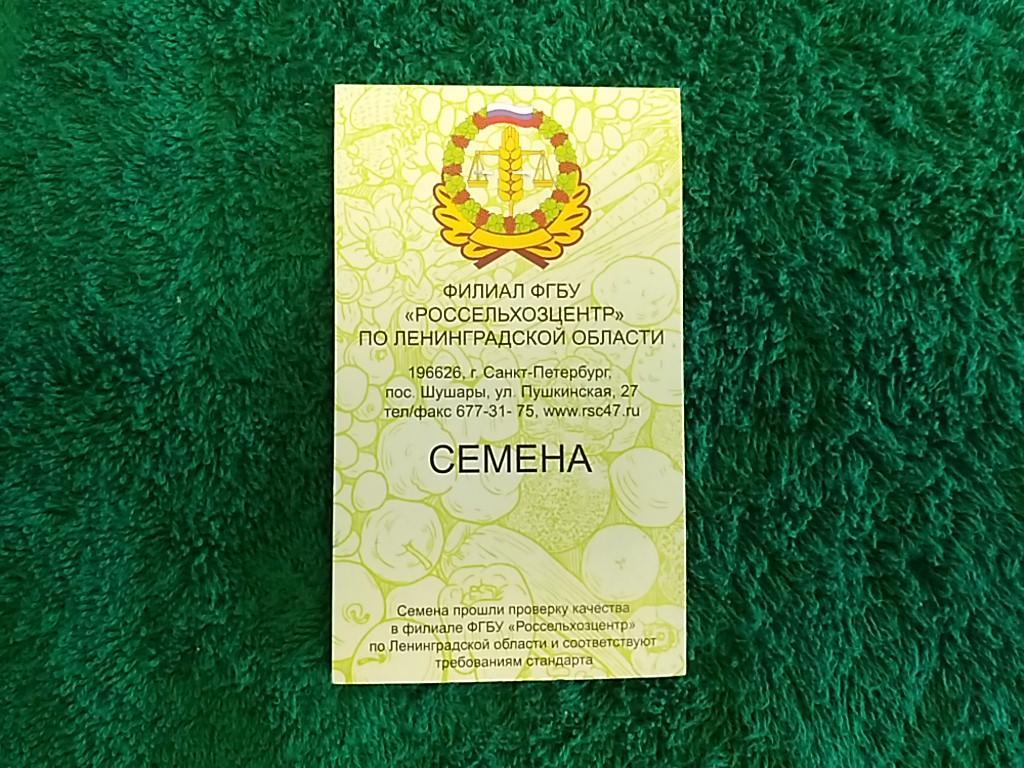 ФИЛИАЛ ФГБУ
«РОССЕЛЬХОЗЦЕНТР»
ПО ЛЕНИНГРАДСКОЙ ОБЛАСТИ
196626, г. Санкт-Петербург,
пос. Шушары, ул. Пушкинская, 27
тел/факс 677-31- 75, www.rsc47.ru
СЕМЕНА
Семена прошли проверку качества
в филиале ФГБУ «Россельхозцентр»
по Ленинградской области и соответствуют
требованиям стандарта